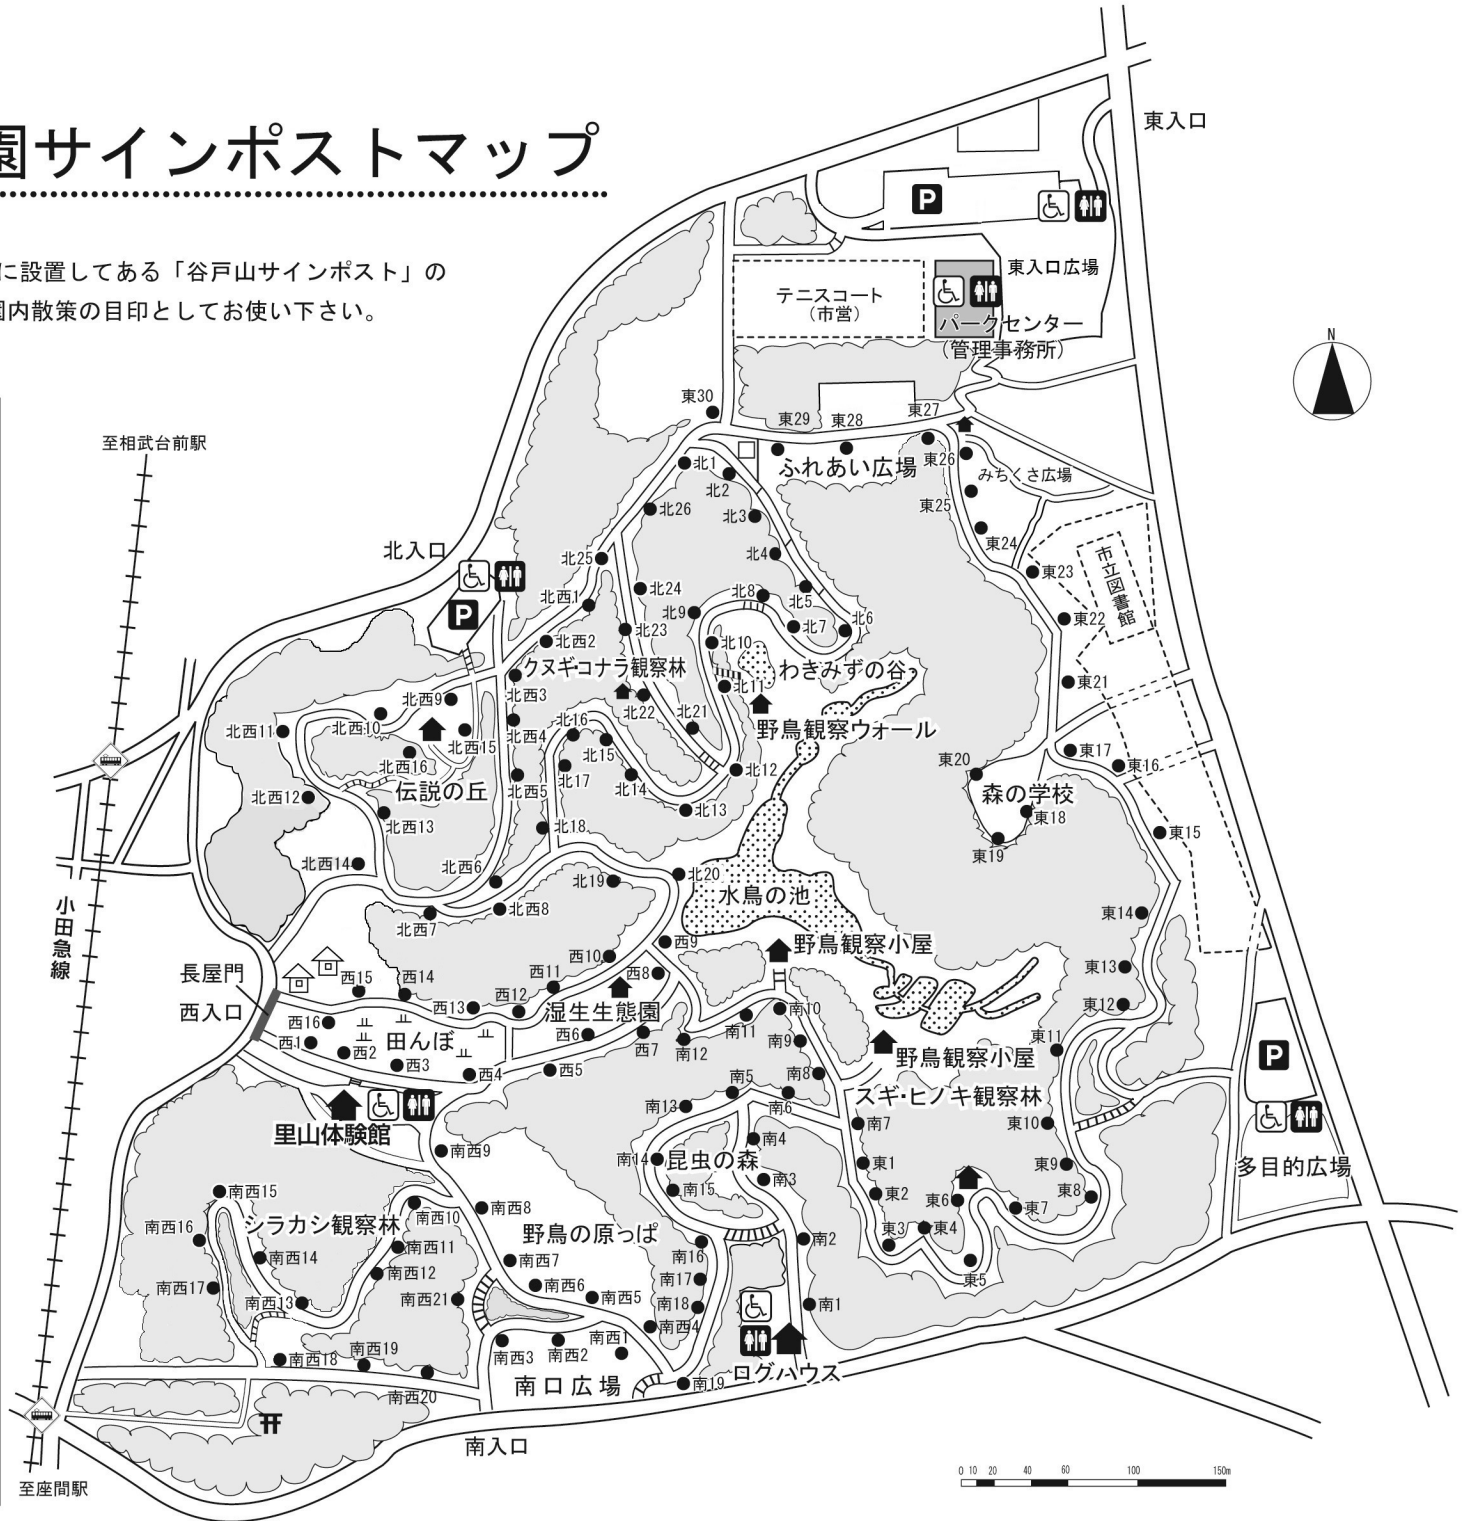 園サインポストマップ
に設置してある「谷戸山サインポスト」の
園内散策の目印としてお使い下さい。
東入口
P
東入口広場
テニスコート
（市営）
パークセンター
（管理事務所）
N
東30
東29
東28
東27
至相武台前駅
北1
ふれあい広場
東26
みちくさ広場
北2
北26
北3
東25
東24
北入口
北25
北4
市立図書館
東23
北24
北8
北5
北西1
P
北9
北6
東22
北23
北7
北西2
北10
クヌギ・コナラ観察林
わきみずの谷
北11
東21
北西9
北西3
北22
北21
北西10
北16
野鳥観察ウォール
北西11
北西4
北西15
北15
東17
北西16
東20
北12
東16
伝説の丘
北17
北14
北西5
森の学校
北西12
北13
東18
北西13
北18
東15
東19
北西14
北西6
北20
北19
水鳥の池
小田急線
北西8
東14
北西7
西9
野鳥観察小屋
西10
長屋門
西15
西14
西11
西8
東13
西12
西13
湿生生態園
東12
西入口
西16
南10
田んぼ
西6
西7
南11
西1
西2
南12
南9
東11
野鳥観察小屋
P
西3
西4
西5
南8
南5
スギ・ヒノキ観察林
南6
南13
里山体験館
南7
東10
南4
南西9
南14
昆虫の森
東1
東9
多目的広場
南西15
南15
南3
東2
東6
東8
南西10
南西8
東7
シラカシ観察林
南西16
野鳥の原っぱ
東3
東4
南2
南西11
南16
南西14
南西7
南西12
東5
南西17
南17
南西6
南西13
南西21
南西5
南18
南1
南西4
南西1
南西18
南西19
南西3
南西2
ログハウス
南西20
南口広場
南19
南入口
至座間駅
0 10 20 40 60 100 150m